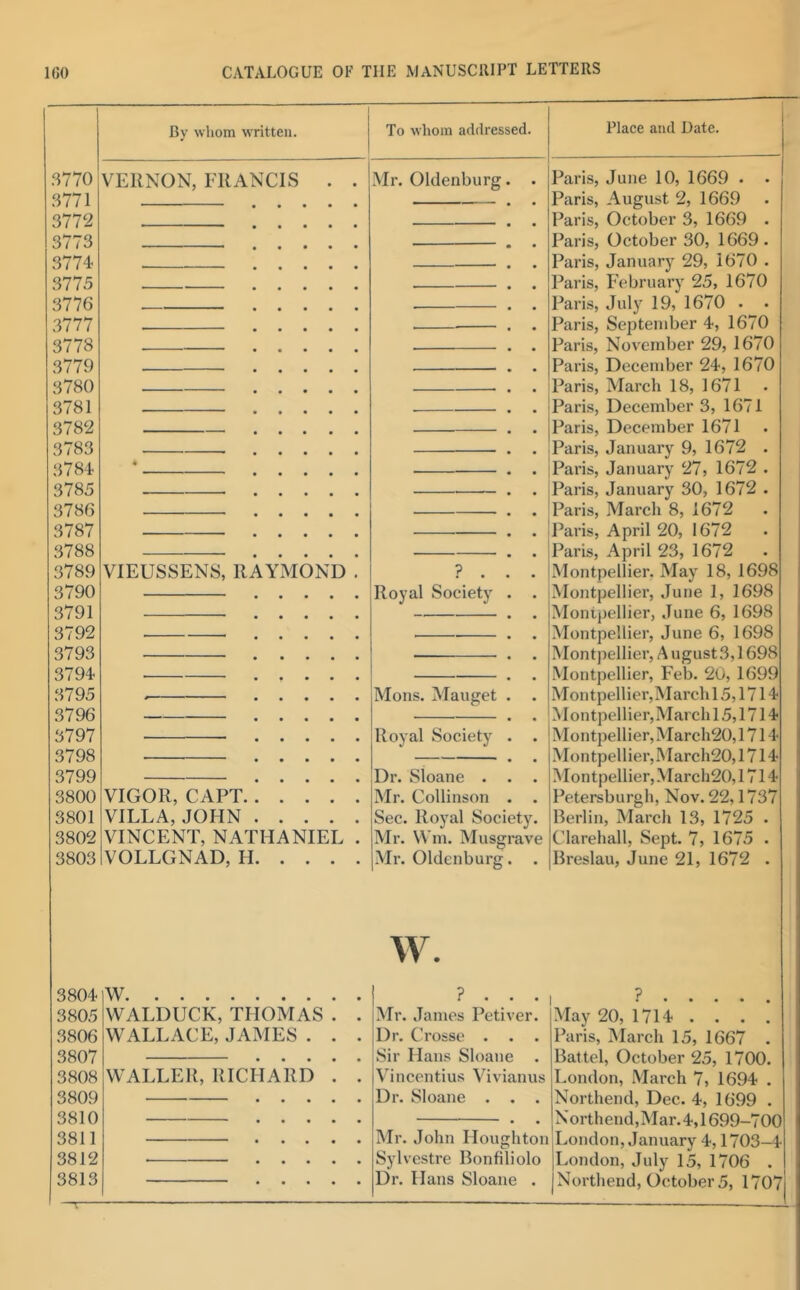 160 CATALOGUE OF THE MANUSCRIPT LETTERS
By whom written. To whom addressed. Place and Date.
3770 VERNON, FRANCIS . . Mr. Oldenburg. . Paris, June 10, 1669 . .
3771 ——— . . . . . ——— . . Paris, August 2, 1669 .
3772 ——— . . . . . ——— . . Paris, October 3, 1669 .
3773 ——— . . . . . ——— . . Paris, October 30, 1669.
3774 ——— . . . . . ——— . . Paris, January 29, 1670 .
3775 ——— . . . . . ——— . . Paris, February 25, 1670
3776 ——— . . . . . ——— . . Paris, July 19, 1670 . .
3777 ——— . . . . . ——— . . Paris, September 4, 1670
3778 ——— . . . . . ——— . . Paris, November 29, 1670
3779 ——— . . . . . ——— . . Paris, December 24, 1670
3780 ——— . . . . . ——— . . Paris, March 18, 1671 .
3781 ——— . . . . . ——— . . Paris, December 3, 1671
3782 ——— . . . . . ——— . . Paris, December 1671 .
3783 ——— . . . . . ——— . . Paris, January 9, 1672 .
3784 ——— . . . . . ——— . . Paris, January 27, 1672 .
3785 ——— . . . . . ——— . . Paris, January 30, 1672 .
3786 ——— . . . . . ——— . . Paris, March 8, 1672 .
3787 ——— . . . . . ——— . . Paris, April 20, 1672 .
3788 ——— . . . . . ——— . . Paris, April 23, 1672 .
3789 VIEUSSENS, RAYMOND . ? . . . Montpellier, May 18, 1698
3790 ——— . . . . . Royal Society . . Montpellier, June 1, 1698
3791 ——— . . . . . ——— . . Montpellier, June 6, 1698
3792 ——— . . . . . ——— . . Montpellier, June 6, 1698
3793 ——— . . . . . ——— . . Montpellier, August 3, 1698
3794 ——— . . . . . ——— . . Montpellier, Feb. 20, 1699
3795 ——— . . . . . Mons. Mauget . . Montpellier, March 15, 1714
3796 ——— . . . . . ——— . . Montpellier, March 15, 1714
3797 ——— . . . . . Royal Society . . Montpellier, March 20, 1714
3798 ——— . . . . . ——— . . Montpellier, March 20, 1714
3799 ——— . . . . . Dr. Sloane . . . Montpellier, March 20, 1714
3800 VIGOR, CAPT. . . . . . Mr. Collinson . . Petersburgh, Nov. 22, 1737
3801 VILLA, JOHN . . . . . Sec. Royal Society. Berlin, March 13, 1725 .
3802 VINCENT, NATHANIEL . Mr. Wm. Musgrave Clarehall, Sept. 7, 1675 .
3803 VOLLGNAD, H. . . . . Mr. Oldenburg. . Breslau, June 21, 1672 .
W.
3804 W. . . . . . . . . . ? . . . ? . . . . .
3805 WALDUCK, THOMAS . . Mr. James Petiver. May 20, 1714 . . . .
3806 WALLACE, JAMES . . . Dr. Crosse . . . Paris, March 15, 1667 .
3807 ——— . . . . . Sir Hans Sloane . Battel, October 25, 1700.
3808 WALLER, RICHARD . . Vincentius Vivianus London, March 7, 1694 .
3809 ——— . . . . . Dr. Sloane . . . Northend, Dec. 4, 1699 .
3810 ——— . . . . . ——— . . Northend, Mar. 4, 1699-700
3811 ——— . . . . . Mr. John Houghton London, January 4, 1703-4
3812 ——— . . . . . Sylvestre Bonfiliolo London, July 15, 1706 .
3813 ——— . . . . . Dr. Hans Sloane . Northend, October 5, 1707